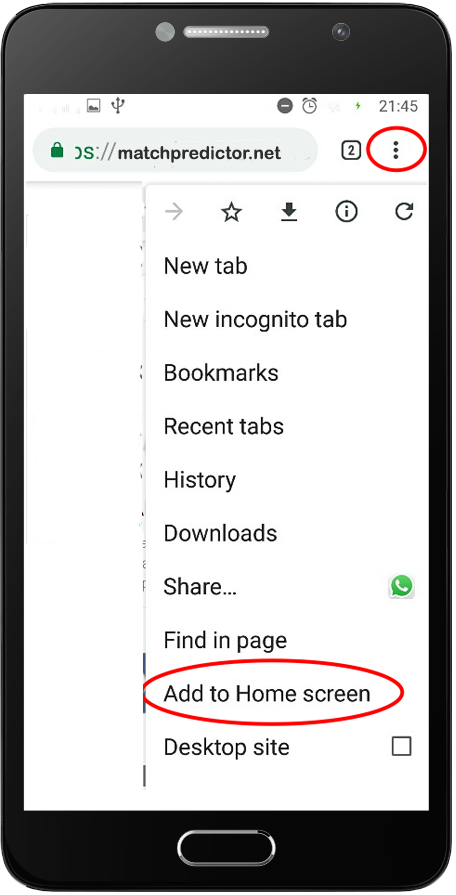 21:45
ps://matchpredictor.net
2
New tab
New incognito tab
Bookmarks
Recent tabs
History
Downloads
Share...
Find in page
Add to Home screen
Desktop site